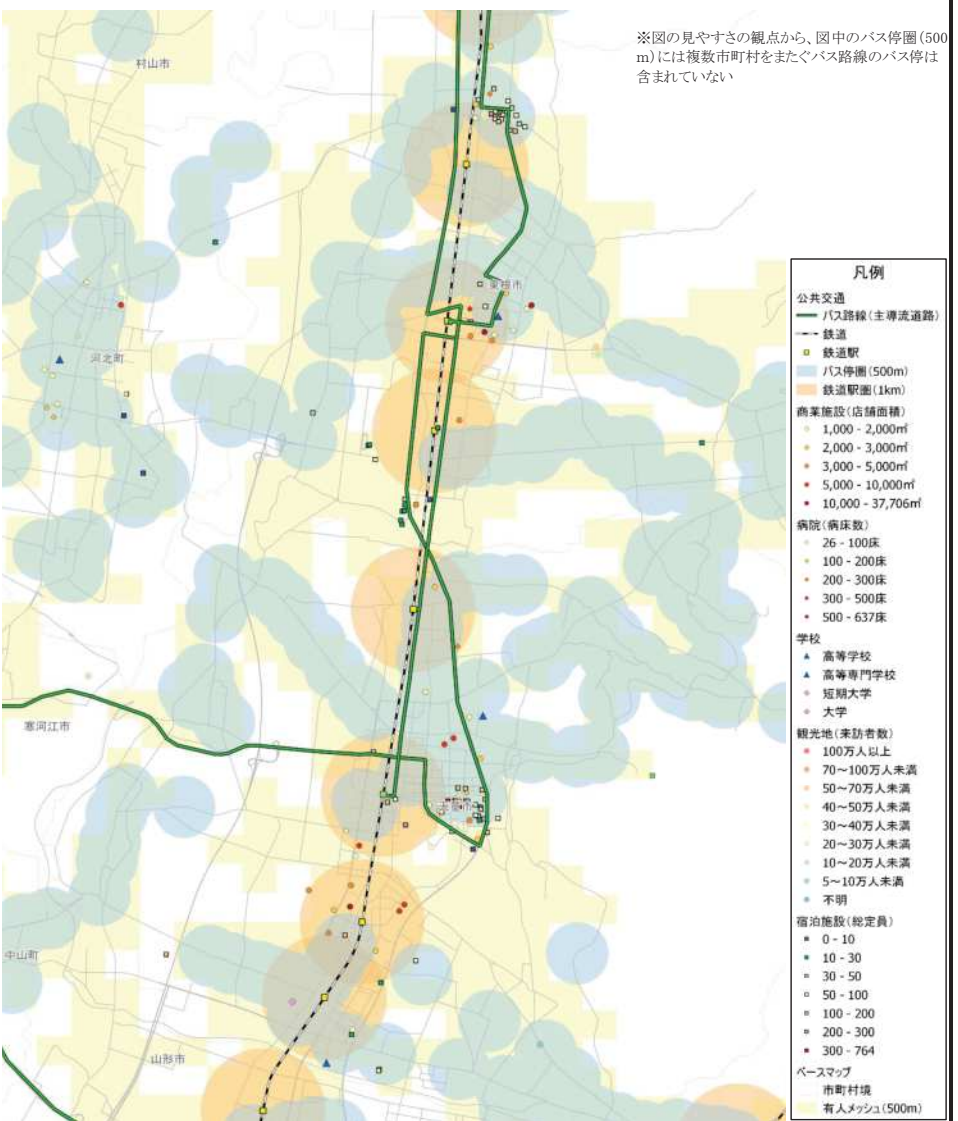 ※図の見やすさの観点から、図中のバス停圏(500
m)には複数市町村をまたぐバス路線のバス停は
含まれていない
村山市
東根市
河北町
寒河江市
天童市
中山町
山形市
凡例
公共交通
バス路線(主導流道路)
鉄道
鉄道駅
バス停圏(500m)
鉄道駅圏(1km)
商業施設(店舗面積)
1,000 - 2,000㎡
2,000 - 3,000㎡
3,000 - 5,000㎡
5,000 - 10,000㎡
10,000 - 37,706㎡
病院(病床数)
26 - 100床
100 - 200床
200 - 300床
300 - 500床
500 - 637床
学校
高等学校
高等専門学校
短期大学
大学
観光地(来訪者数)
100万人以上
70～100万人未満
50～70万人未満
40～50万人未満
30～40万人未満
20～30万人未満
10～20万人未満
5～10万人未満
不明
宿泊施設(総定員)
0 - 10
10 - 30
30 - 50
50 - 100
100 - 200
200 - 300
300 - 764
ベースマップ
市町村境
有人メッシュ(500m)